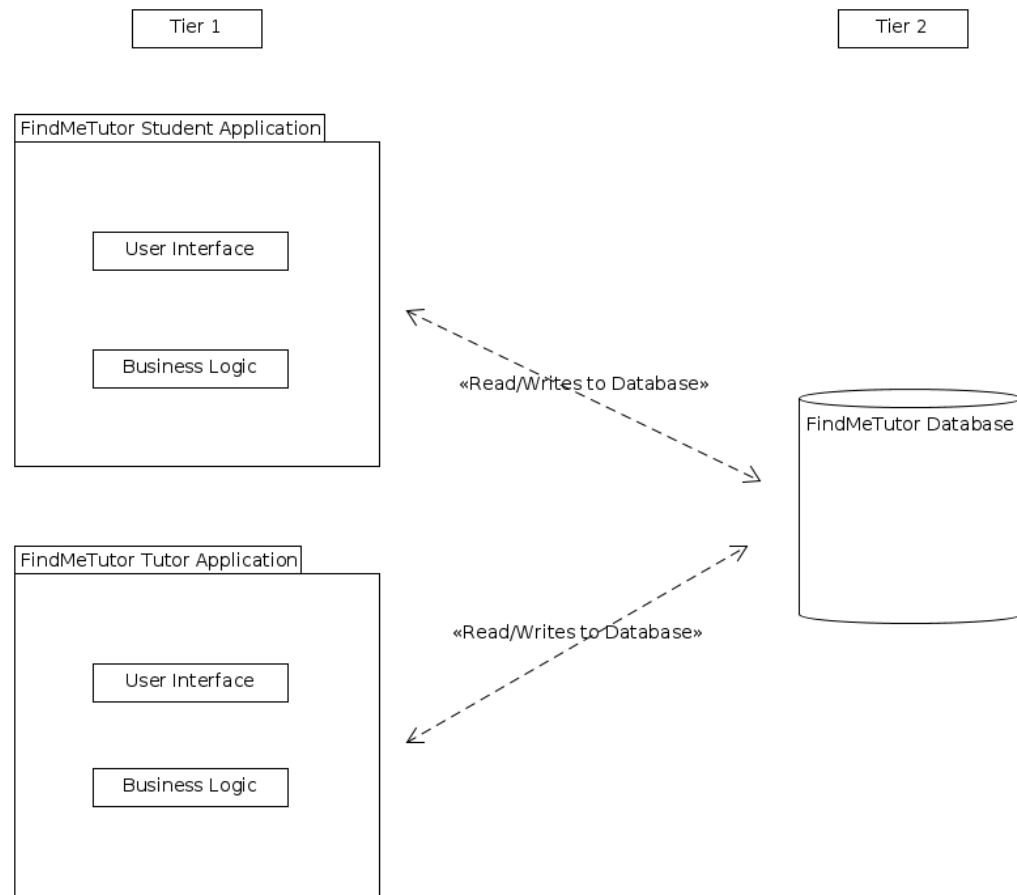 Tier 1
Tier 2
FindMeTutor Student Application
User Interface
Business Logic
«Read/Writes to Database»
FindMeTutor Database
FindMeTutor Tutor Application
«Read/Writes to Database»
User Interface
Business Logic